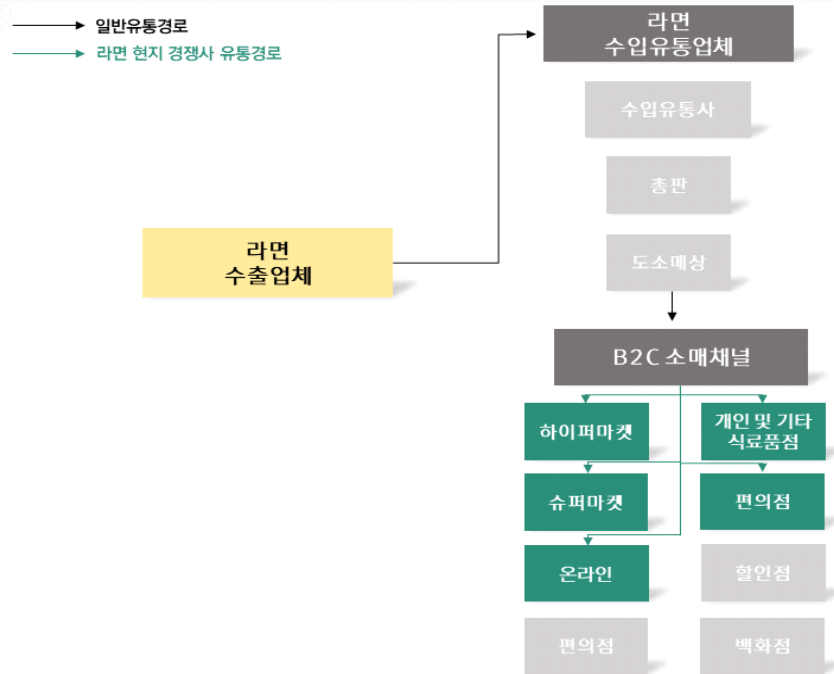 일반유통경로
라면 현지 경쟁사 유통경로
라면
수입유통업체
수입유통사
총판
도소매상
라면
수출업체
B2C 소매채널
하이퍼마켓
개인 및 기타
식료품점
슈퍼마켓
편의점
온라인
할인점
편의점
백화점